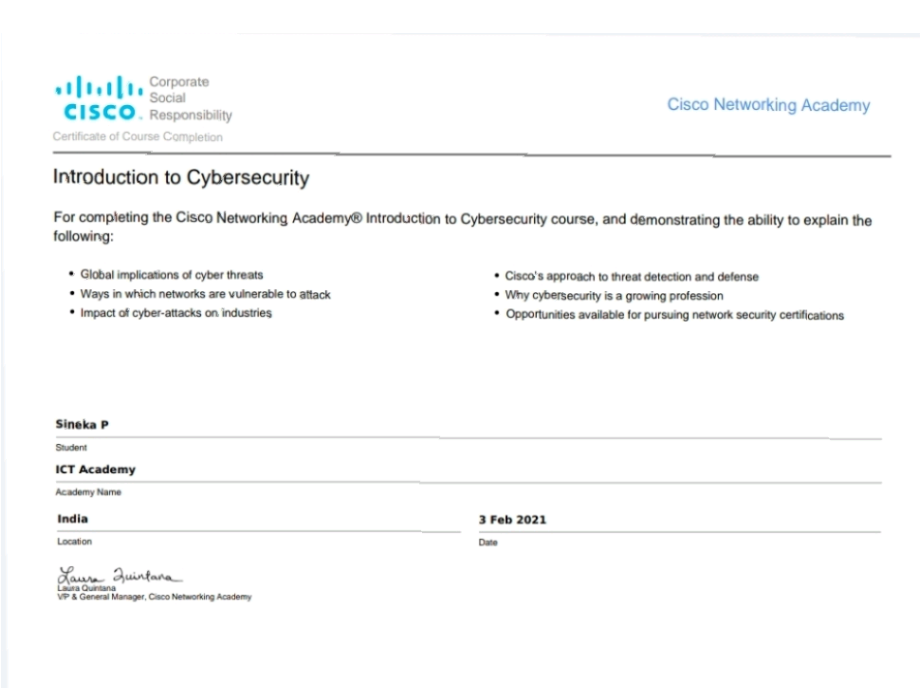 Corporate
Social
Responsibility
CISCO.
Cisco Networking Academy
Certificate of Course Completion
Introduction to Cybersecurity
For completing the Cisco Networking Academy® Introduction to Cybersecurity course, and demonstrating the ability to explain the
following:
• Global implications of cyber threats
• Ways in which networks are vulnerable to attack
• Impact of cyber-attacks on industries
• Cisco's approach to threat detection and defense
• Why cybersecurity is a growing profession
• Opportunities available for pursuing network security certifications
Sineka P
Student
ICT Academy
Academy Name
India
Location
3 Feb 2021
Date
Laura Quintana
Laura Quintana
VP & General Manager, Cisco Networking Academy